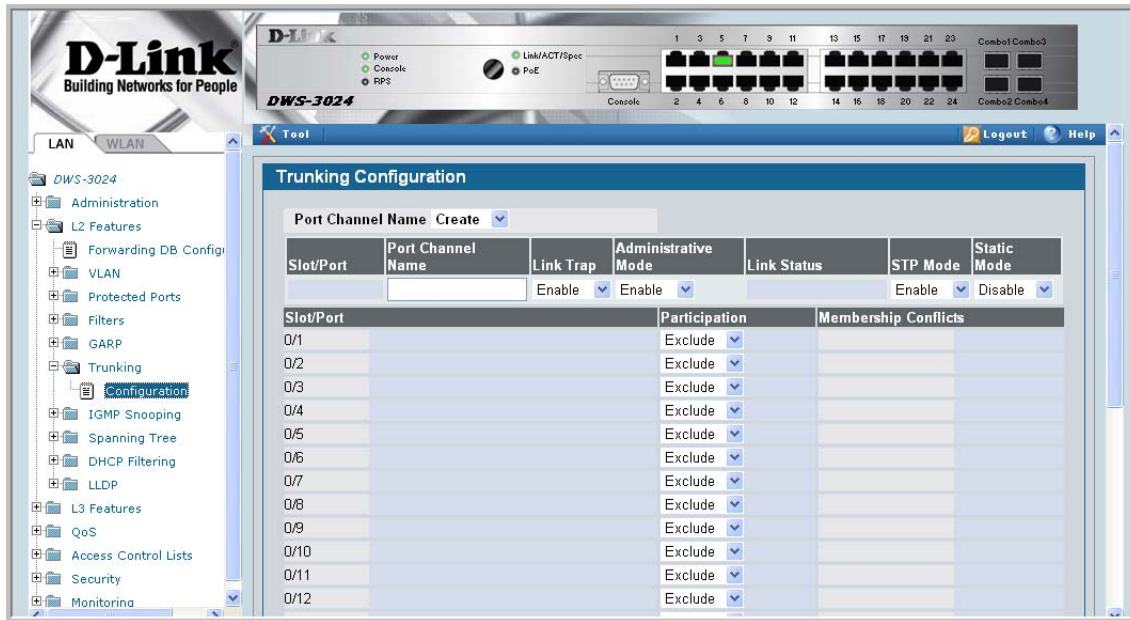 D-Link
Building Networks for People
D-Link
Power
Console
RPS
Link/ACT/Spec
PoE
Console
DWS-3024
1 3 5 7 9 11 13 15 17 19 21 23
2 4 6 8 10 12 14 16 18 20 22 24
Combo1 Combo3
Combo2 Combo4
Tool
Logout
Help
LAN
WLAN
DWS-3024
Administration
L2 Features
Forwarding DB Configu
VLAN
Protected Ports
Filters
GARP
Trunking
Configuration
IGMP Snooping
Spanning Tree
DHCP Filtering
LLDP
L3 Features
QoS
Access Control Lists
Security
Monitoring
Trunking Configuration
Port Channel Name Create
Slot/Port Port Channel Name Link Trap Administrative Mode Link Status STP Mode Static Mode
Enable Enable Enable Disable
Slot/Port Participation Membership Conflicts
0/1 Exclude
0/2 Exclude
0/3 Exclude
0/4 Exclude
0/5 Exclude
0/6 Exclude
0/7 Exclude
0/8 Exclude
0/9 Exclude
0/10 Exclude
0/11 Exclude
0/12 Exclude